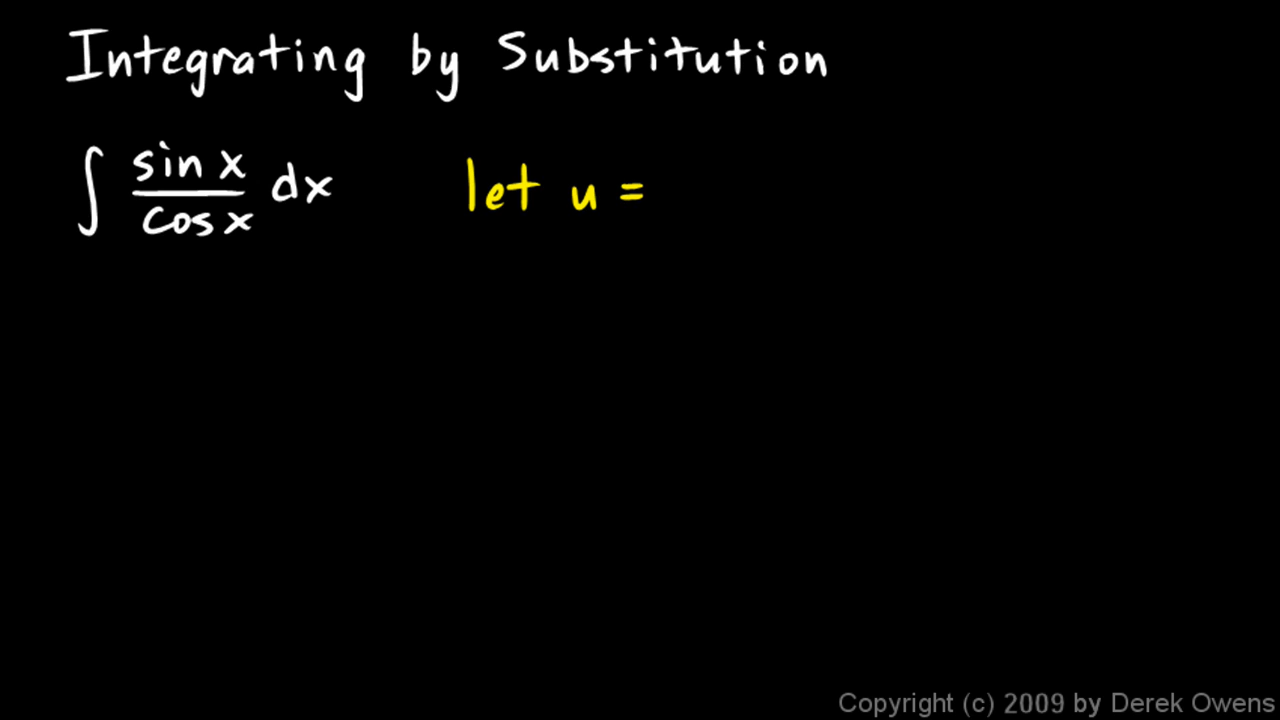 Integrating by Substitution
∫ sin x / cos x dx let u =
Copyright (c) 2009 by Derek Owens